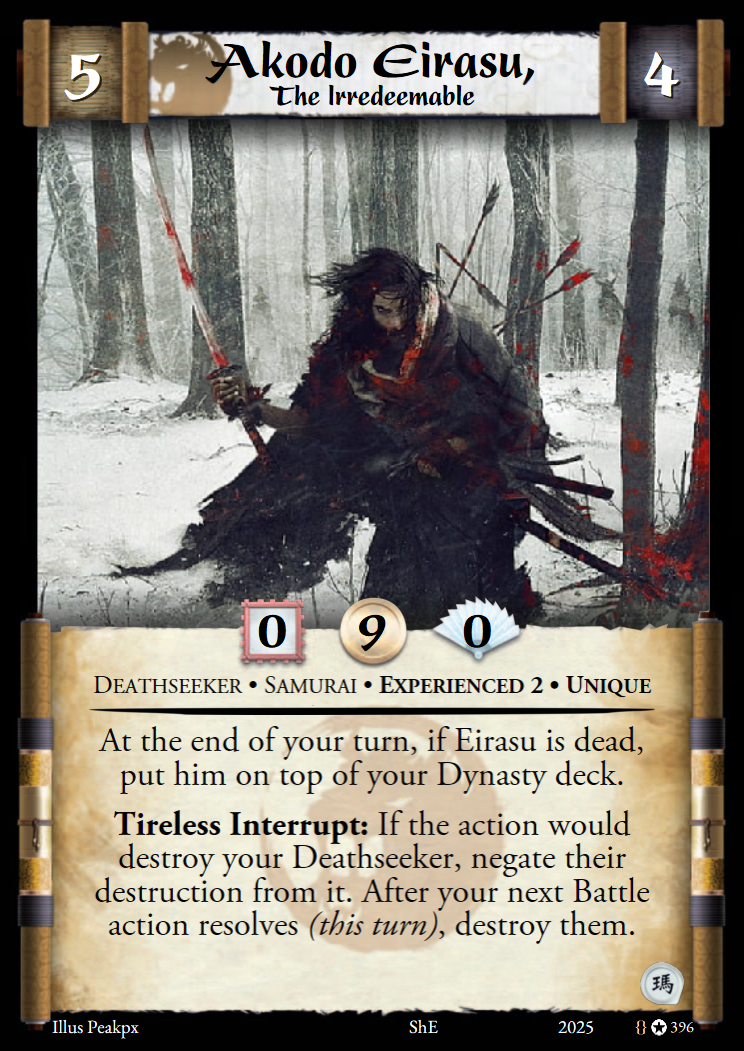 5
Akodo Eirasu,
4
The Irredeemable
0
9
0
DEATHSEEKER • SAMURAI • EXPERIENCED 2 • UNIQUE
At the end of your turn, if Eirasu is dead,
put him on top of your Dynasty deck.
Tireless Interrupt: If the action would
destroy your Deathseeker, negate their
destruction from it. After your next Battle
action resolves (this turn), destroy them.
瑪
Illus Peakpx ShE 2025 {} ✪ 396